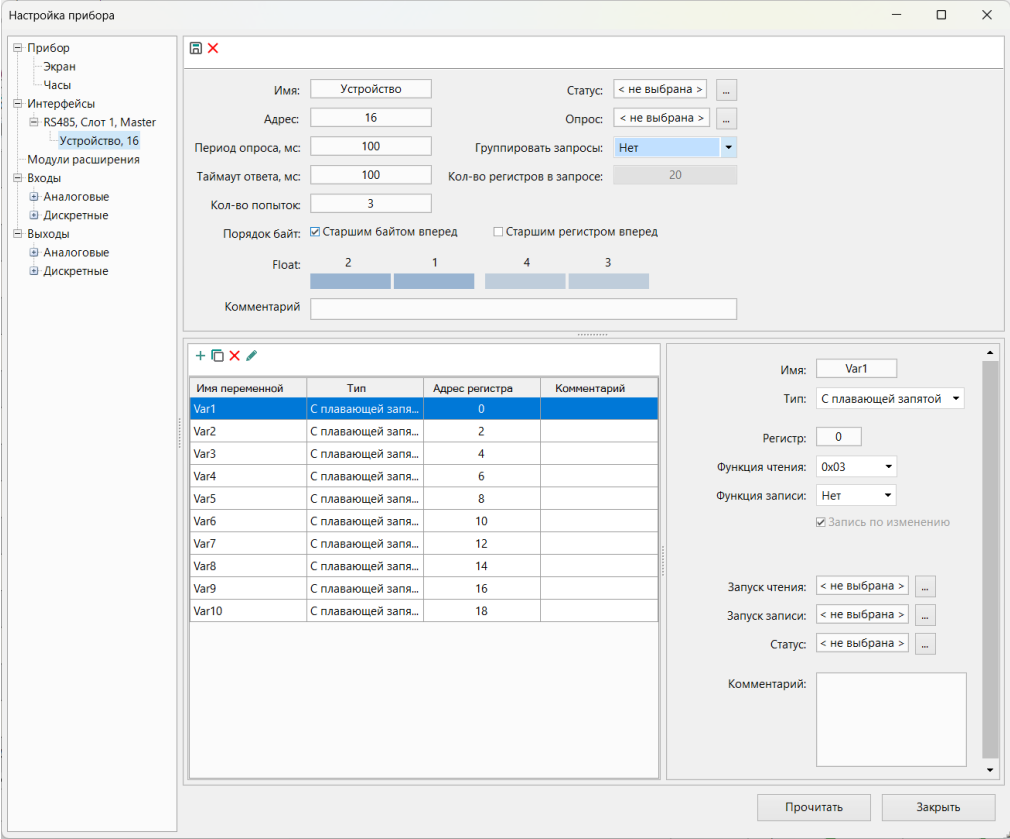 Настройка прибора
Прибор
Экран
Часы
Интерфейсы
RS485, Слот 1, Master
Устройство, 16
Модули расширения
Входы
Аналоговые
Дискретные
Выходы
Аналоговые
Дискретные
Имя: Устройство Статус: < не выбрана > ...
Адрес: 16 Опрос: < не выбрана > ...
Период опроса, мс: 100 Группировать запросы: Нет
Таймаут ответа, мс: 100 Кол-во регистров в запросе: 20
Кол-во попыток: 3
Порядок байт: Старшим байтом вперед Старшим регистром вперед
Float: 2 1 4 3
Комментарий
Имя переменной Тип Адрес регистра Комментарий
Var1 С плавающей запя... 0
Var2 С плавающей запя... 2
Var3 С плавающей запя... 4
Var4 С плавающей запя... 6
Var5 С плавающей запя... 8
Var6 С плавающей запя... 10
Var7 С плавающей запя... 12
Var8 С плавающей запя... 14
Var9 С плавающей запя... 16
Var10 С плавающей запя... 18
Имя: Var1
Тип: С плавающей запятой
Регистр: 0
Функция чтения: 0x03
Функция записи: Нет
Запись по изменению
Запуск чтения: < не выбрана > ...
Запуск записи: < не выбрана > ...
Статус: < не выбрана > ...
Комментарий:
Прочитать Закрыть